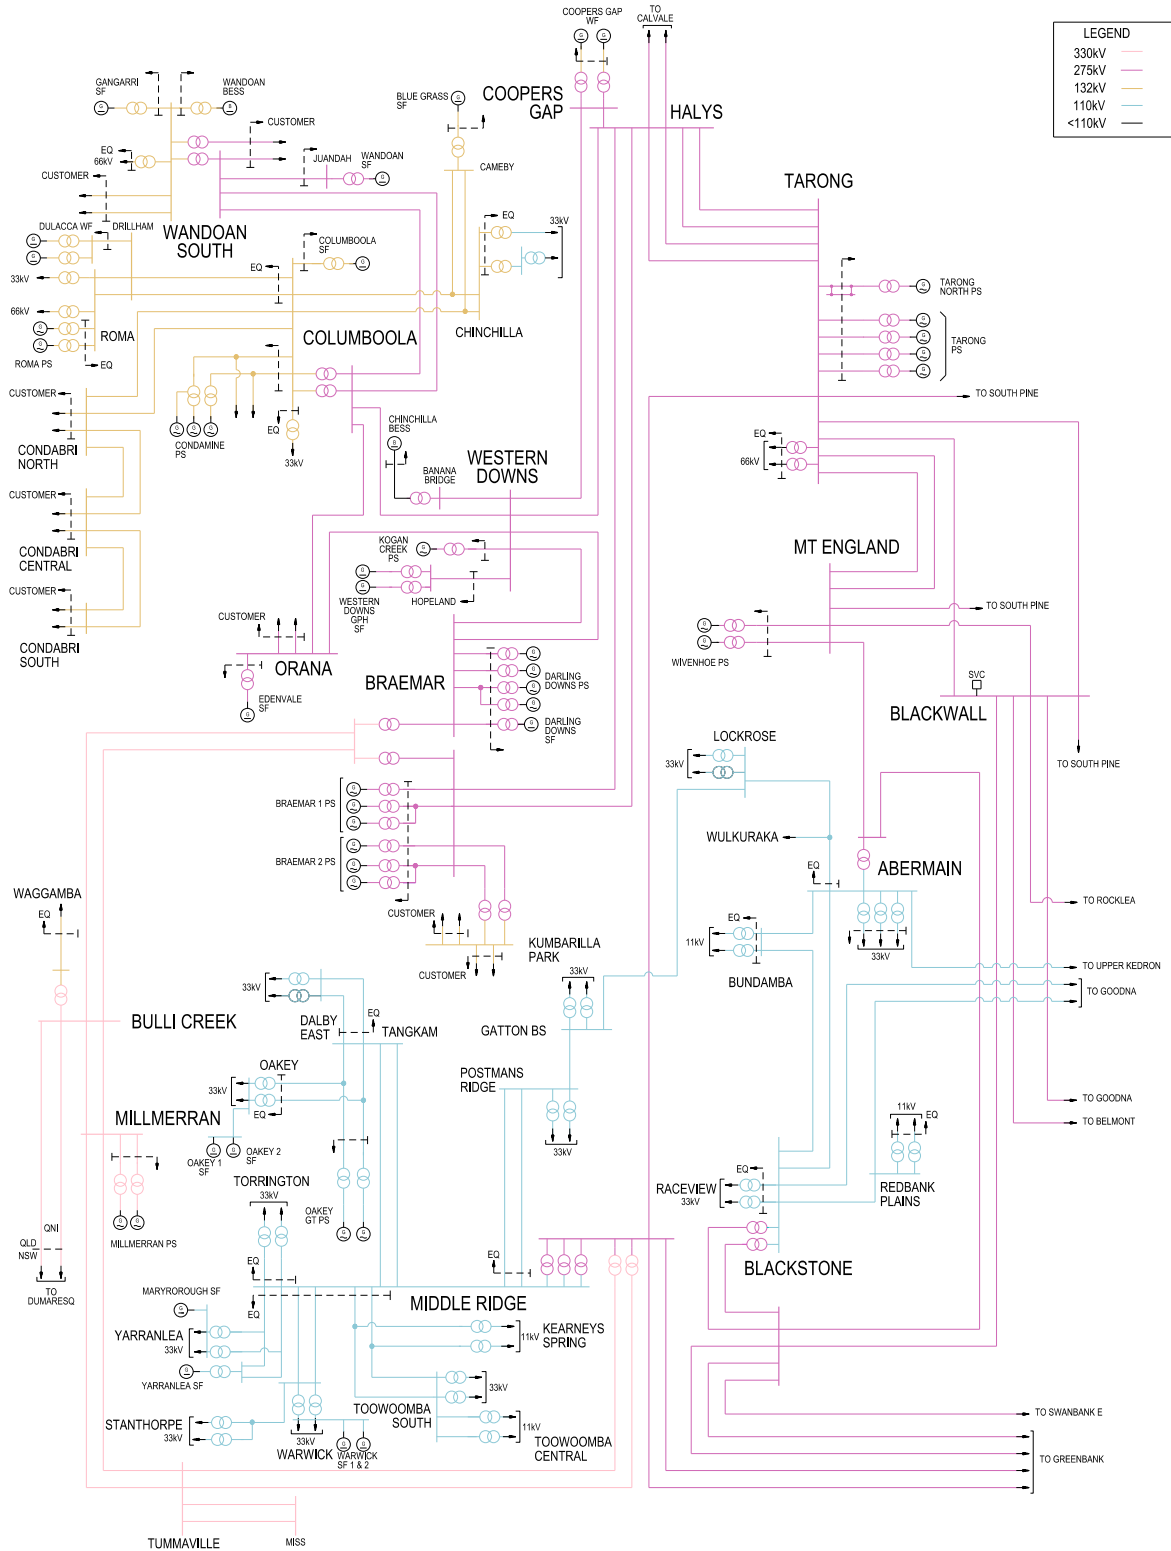 COOPERS GAP
WF
TO
CALVALE
LEGEND
330kV
275kV
132kV
110kV
<110kV
GANGARRI
SF
WANDOAN
BESS
BLUE GRASS
SF
COOPERS
GAP
HALYS
CUSTOMER
EQ
66kV
JUANDAH
WANDOAN
SF
CAMEBY
TARONG
CUSTOMER
DULACCA WF
DRILLHAM
WANDOAN
SOUTH
COLUMBOOLA
SF
EQ
33kV
EQ
33kV
66kV
ROMA
COLUMBOOLA
CHINCHILLA
TARONG
NORTH PS
TARONG
PS
ROMA PS
EQ
CUSTOMER
TO SOUTH PINE
CONDABRI
NORTH
CONDAMINE
PS
EQ
33kV
CHINCHILLA
BESS
BANANA
BRIDGE
WESTERN
DOWNS
EQ
66kV
CUSTOMER
CONDABRI
CENTRAL
KOGAN
CREEK
PS
MT ENGLAND
CUSTOMER
CONDABRI
SOUTH
WESTERN
DOWNS
GPH
SF
HOPELAND
TO SOUTH PINE
CUSTOMER
ORANA
WIVENHOE PS
EDENVALE
SF
BRAEMAR
DARLING
DOWNS PS
DARLING
DOWNS
SF
SVC
BLACKWALL
LOCKROSE
33kV
TO SOUTH PINE
BRAEMAR 1 PS
WULKURAKA
BRAEMAR 2 PS
EQ
ABERMAIN
WAGGAMBA
EQ
CUSTOMER
TO ROCKLEA
EQ
11kV
KUMBARILLA
PARK
CUSTOMER
33kV
BUNDAMBA
33kV
33kV
TO UPPER KEDRON
TO GOODNA
BULLI CREEK
DALBY
EAST
EQ
TANGKAM
GATTON BS
OAKEY
33kV
EQ
POSTMANS
RIDGE
MILLMERRAN
TO GOODNA
11kV
EQ
TO BELMONT
OAKEY 1
SF
OAKEY 2
SF
33kV
TORRINGTON
33kV
OAKEY
GT PS
EQ
RACEVIEW
33kV
REDBANK
PLAINS
QNI
QLD
NSW
MILLMERRAN PS
EQ
EQ
BLACKSTONE
TO
DUMARESQ
MARYROROUGH SF
EQ
MIDDLE RIDGE
YARRANLEA
33kV
11kV
KEARNEYS
SPRING
YARRANLEA SF
33kV
STANTHORPE
33kV
TOOWOOMBA
SOUTH
11kV
TO SWANBANK E
33kV
WARWICK
WARWICK
SF 1 & 2
TOOWOOMBA
CENTRAL
TO GREENBANK
TUMMAVILLE
MISS